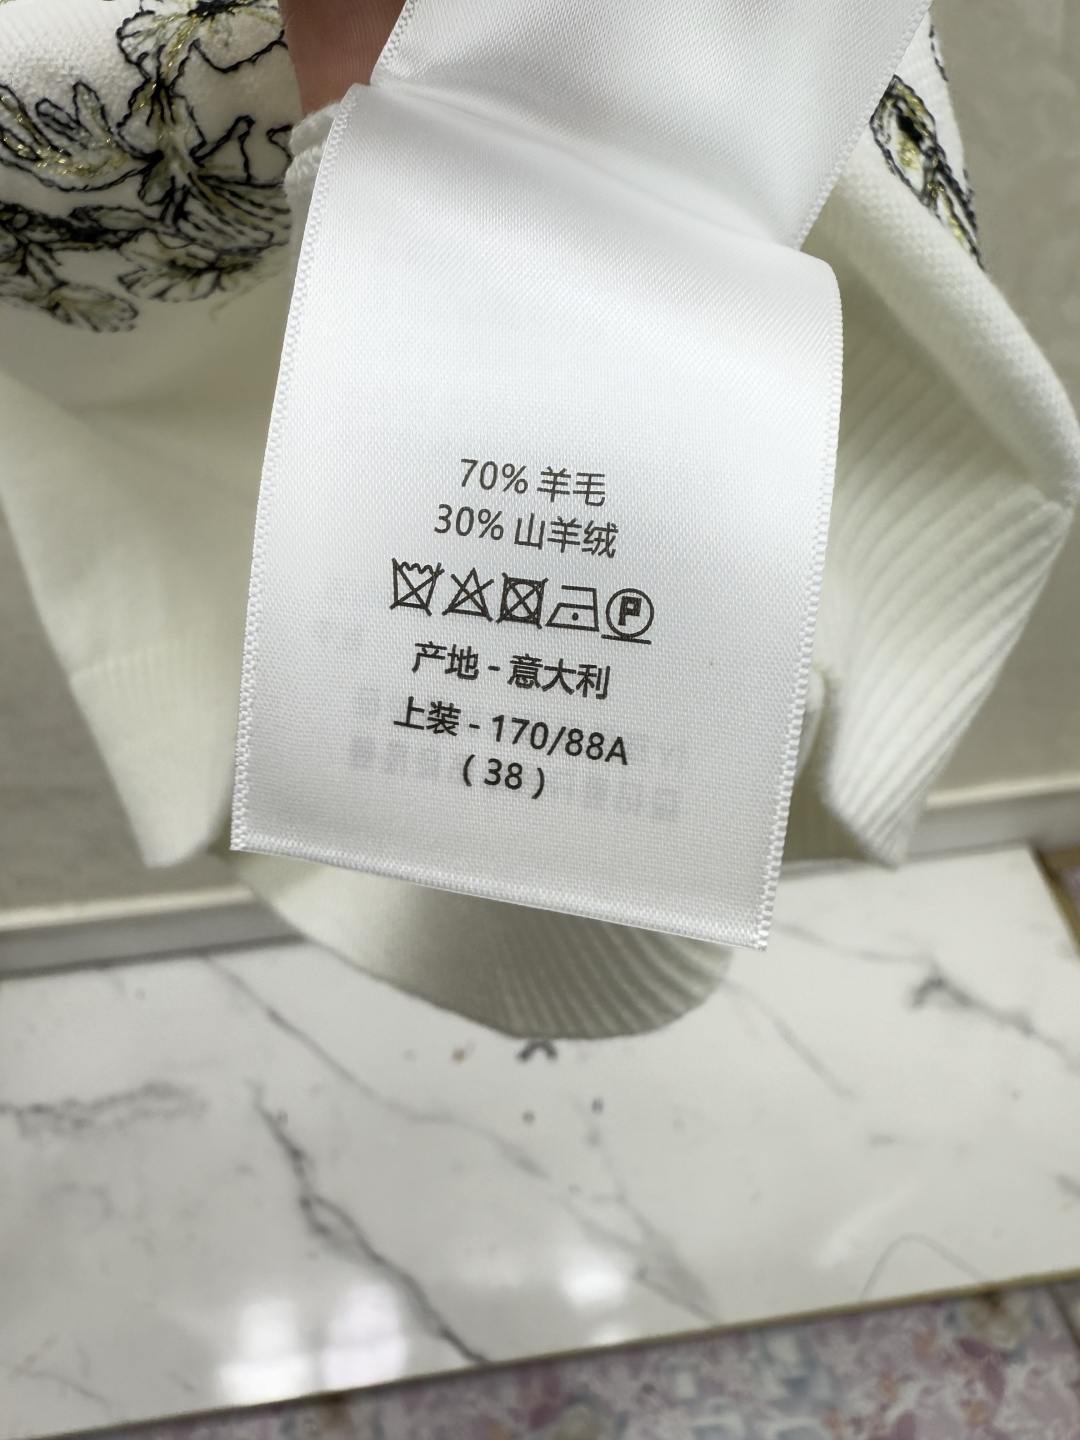 70% 羊毛
30% 山羊绒
P
产地 - 意大利
上装 - 170/88A
( 38 )